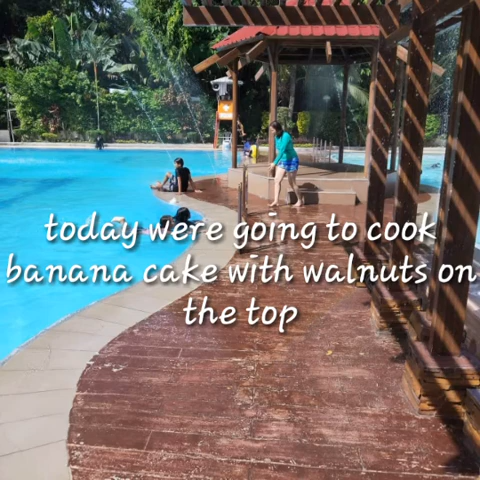 today were going to cook
banana cake with walnuts on
the top